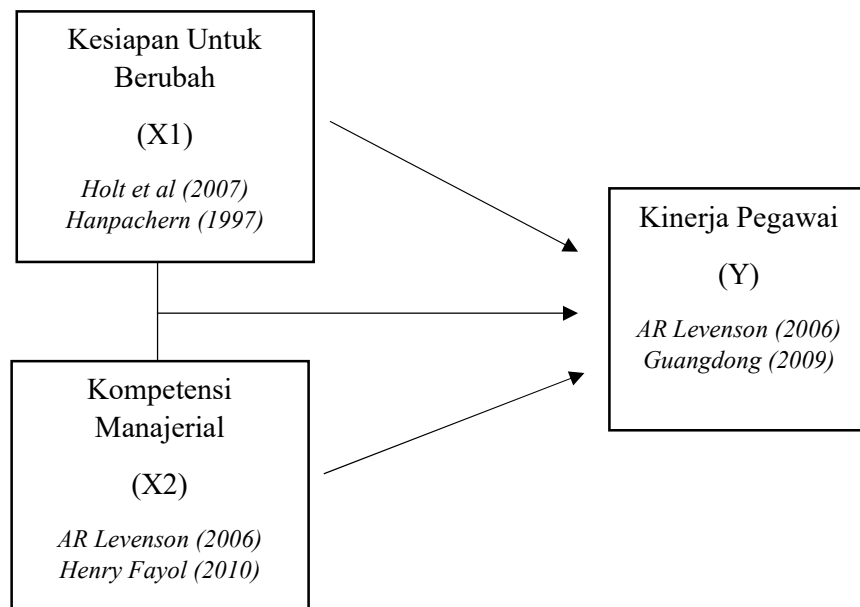 Kesiapan Untuk
Berubah
(X1)
Holt et al (2007)
Hanpachern (1997)
Kinerja Pegawai
(Y)
AR Levenson (2006)
Guangdong (2009)
Kompetensi
Manajerial
(X2)
AR Levenson (2006)
Henry Fayol (2010)